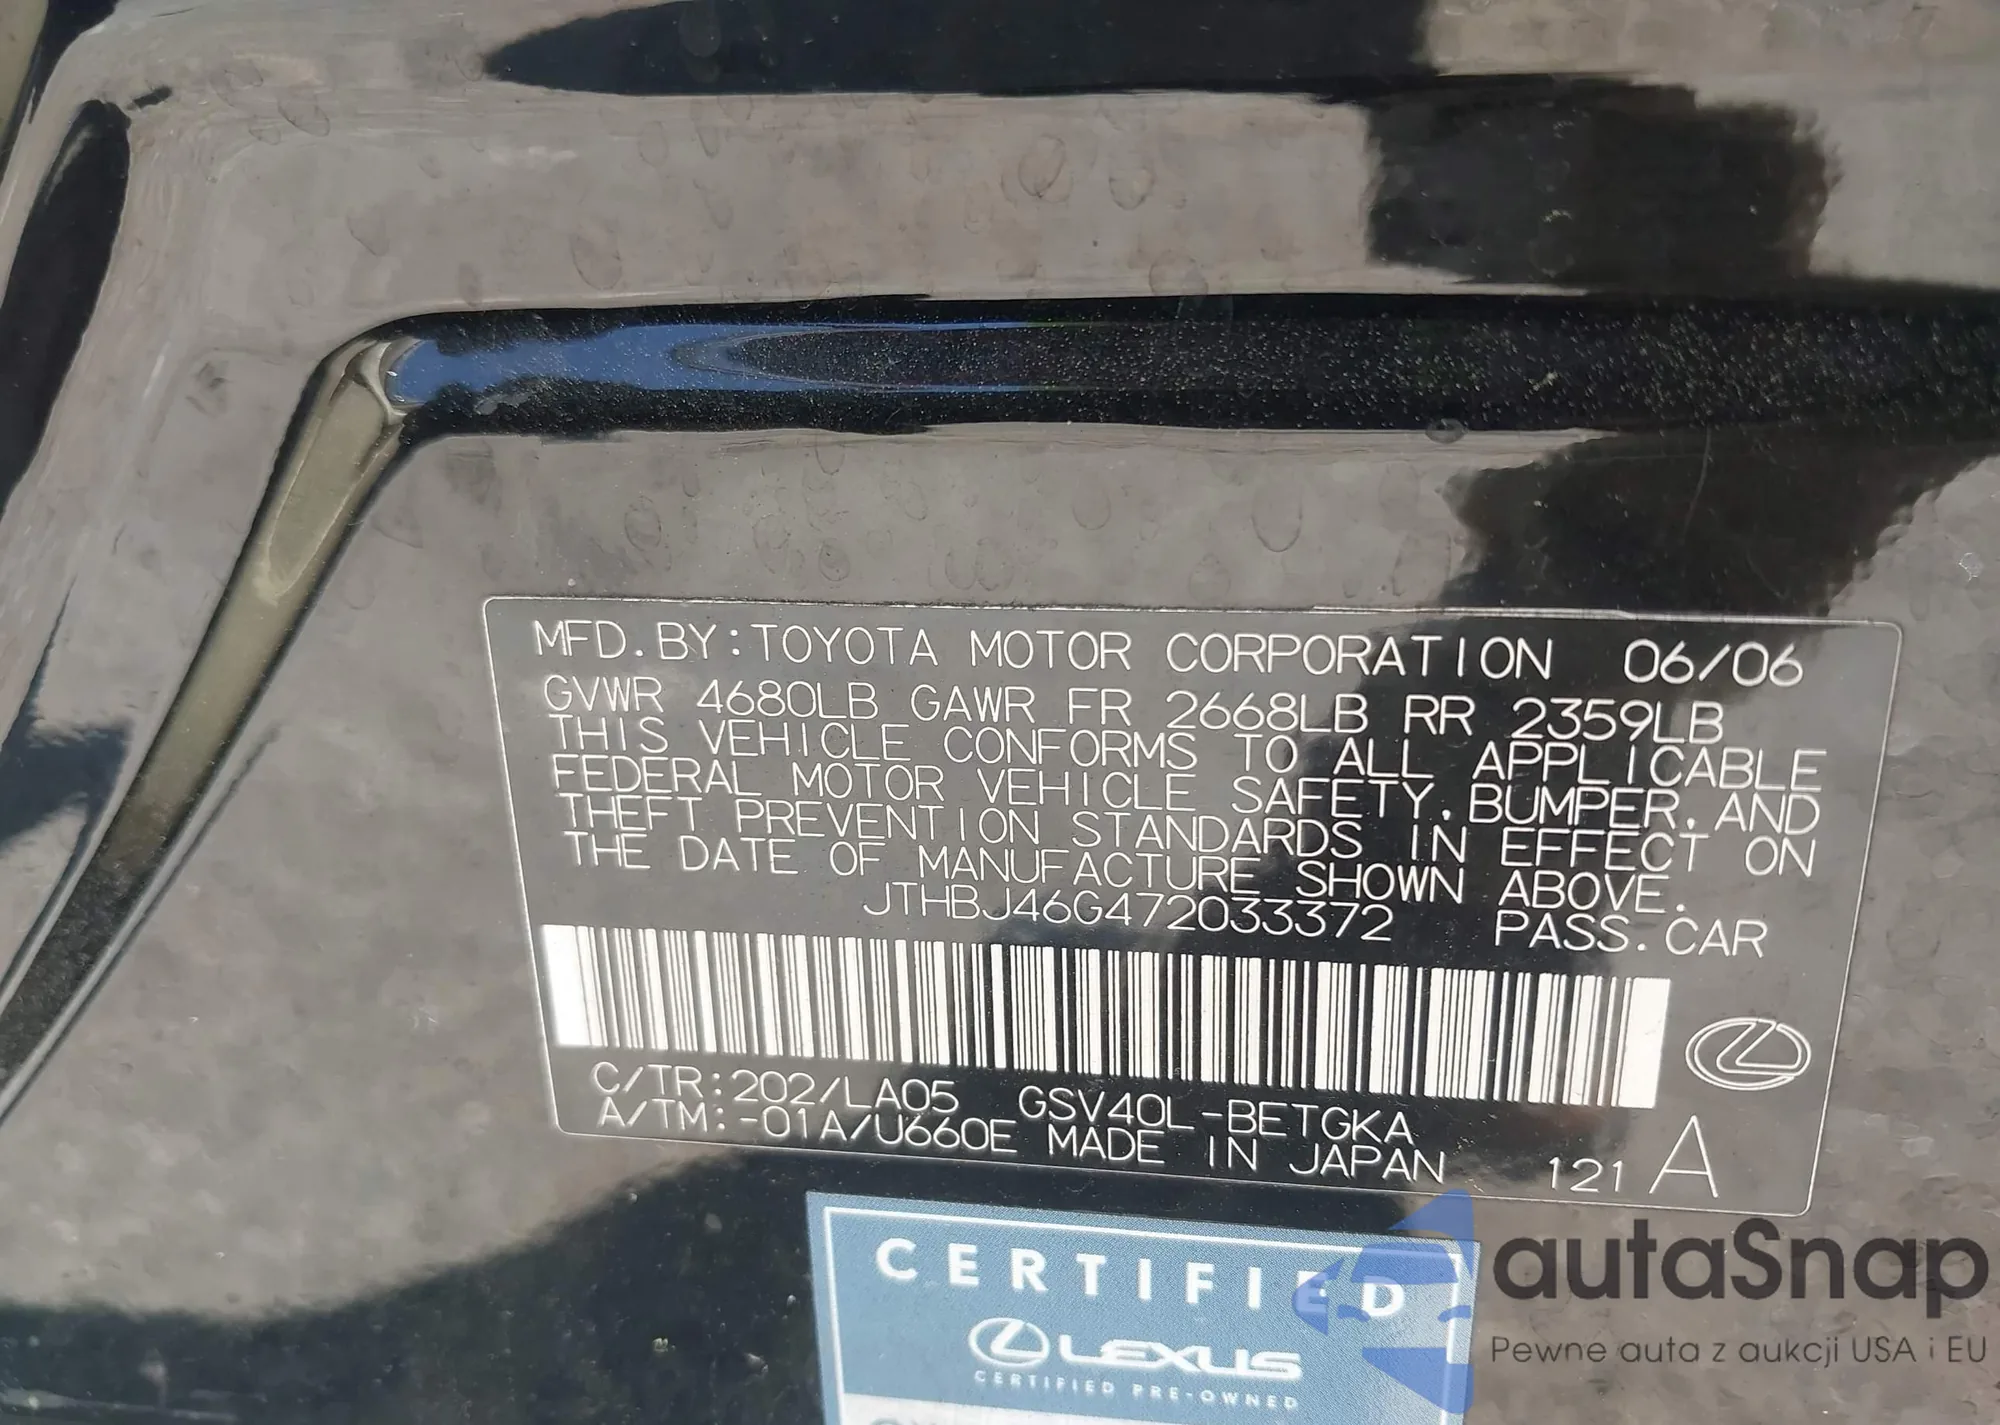 MFD. BY: TOYOTA MOTOR CORPORATION 06/06
GVWR 4680LB GAWR FR 2668LB RR 2359LB
THIS VEHICLE CONFORMS TO ALL APPLICABLE
FEDERAL MOTOR VEHICLE SAFETY, BUMPER, AND
THEFT PREVENTION STANDARDS IN EFFECT ON
THE DATE OF MANUFACTURE SHOWN ABOVE.
JTHBJ46G472033372 PASS. CAR
C/TR: 202/LA05 GSV40L-BETGKA
A/TM: -01A/U660E MADE IN JAPAN 121 A
CERTIFIED
LEXUS
CERTIFIED PRE-OWNED
autaSnap
Pewne auta z aukcji USA i EU